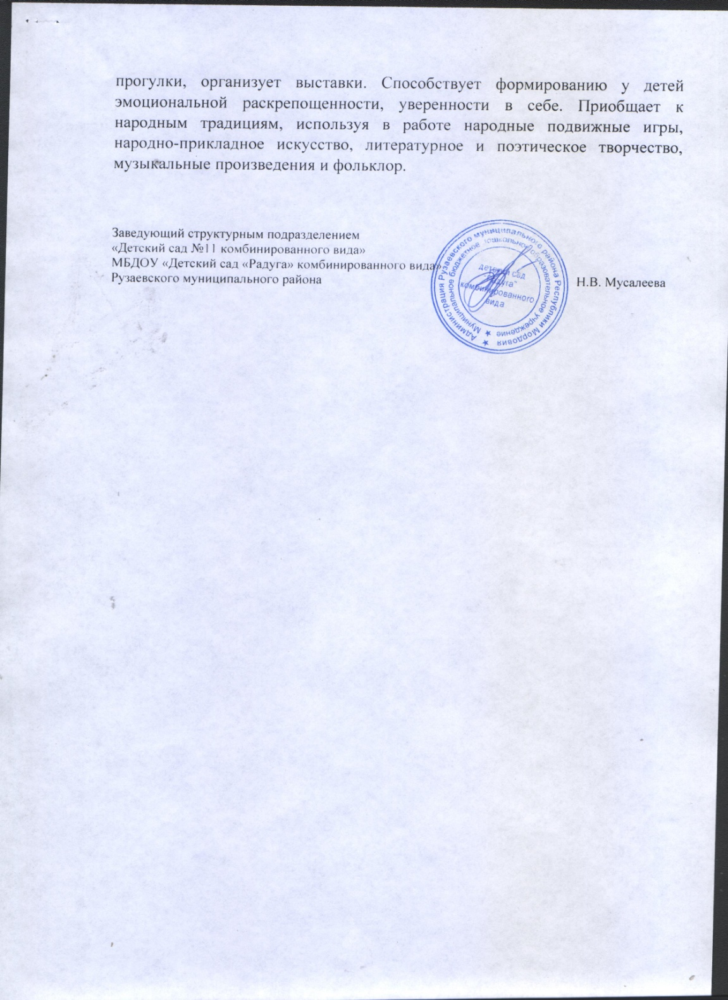 прогулки, организует выставки. Способствует формированию у детей
эмоциональной раскрепощенности, уверенности в себе. Приобщает к
народным традициям, используя в работе народные подвижные игры,
народно-прикладное искусство, литературное и поэтическое творчество,
музыкальные произведения и фольклор.
Заведующий структурным подразделением
«Детский сад №11 комбинированного вида»
МБДОУ «Детский сад «Радуга» комбинированного вида»
Рузаевского муниципального района
Н.В. Мусалеева
Администрация Рузаевского муниципального района Республики Мордовия
Муниципальное бюджетное дошкольное образовательное учреждение
детский сад
"Радуга"
комбинированного
вида